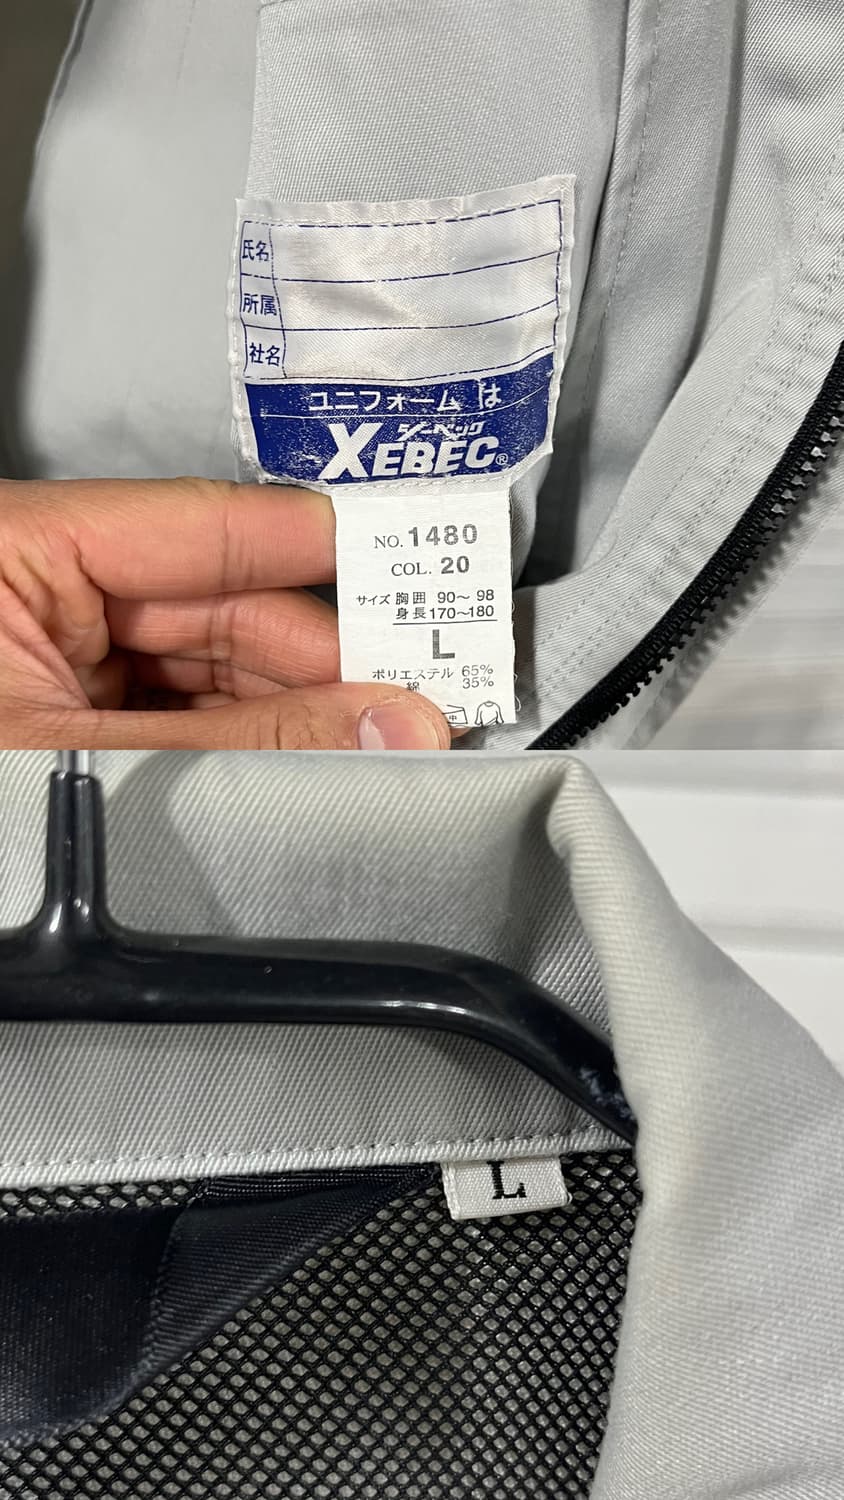 氏名
所属
社名
ユニフォームは
ジーベック
XEBEC®
NO. 1480
COL. 20
サイズ 胸囲 90〜98
身長 170〜180
L
ポリエステル 65%
綿 35%
中
L